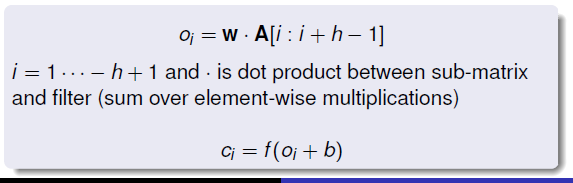 oᵢ = w · A[i : i + h − 1]
i = 1 · · · − h + 1 and · is dot product between sub-matrix
and filter (sum over element-wise multiplications)
cᵢ = f(oᵢ + b)